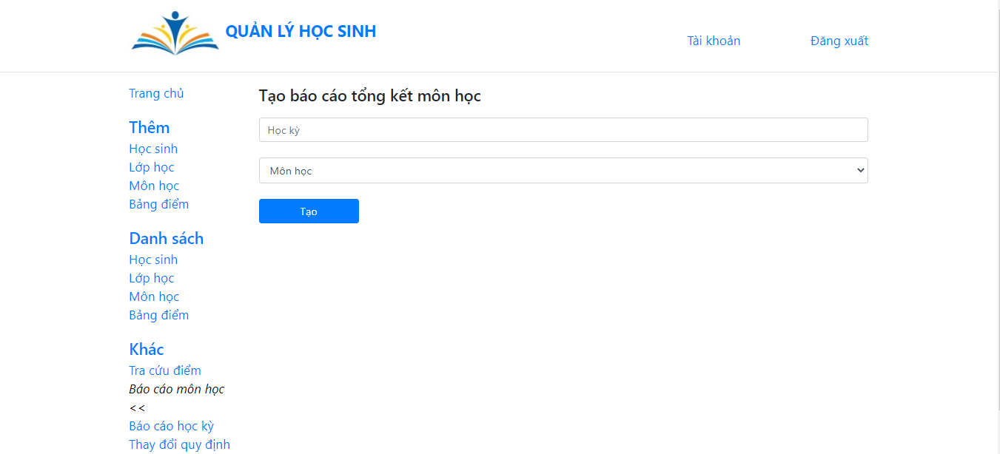 QUẢN LÝ HỌC SINH
Tài khoản
Đăng xuất
Trang chủ
Thêm
Học sinh
Lớp học
Môn học
Bảng điểm
Danh sách
Học sinh
Lớp học
Môn học
Bảng điểm
Khác
Tra cứu điểm
Báo cáo môn học
<<
Báo cáo học kỳ
Thay đổi quy định
Tạo báo cáo tổng kết môn học
Học kỳ
Môn học
Tạo